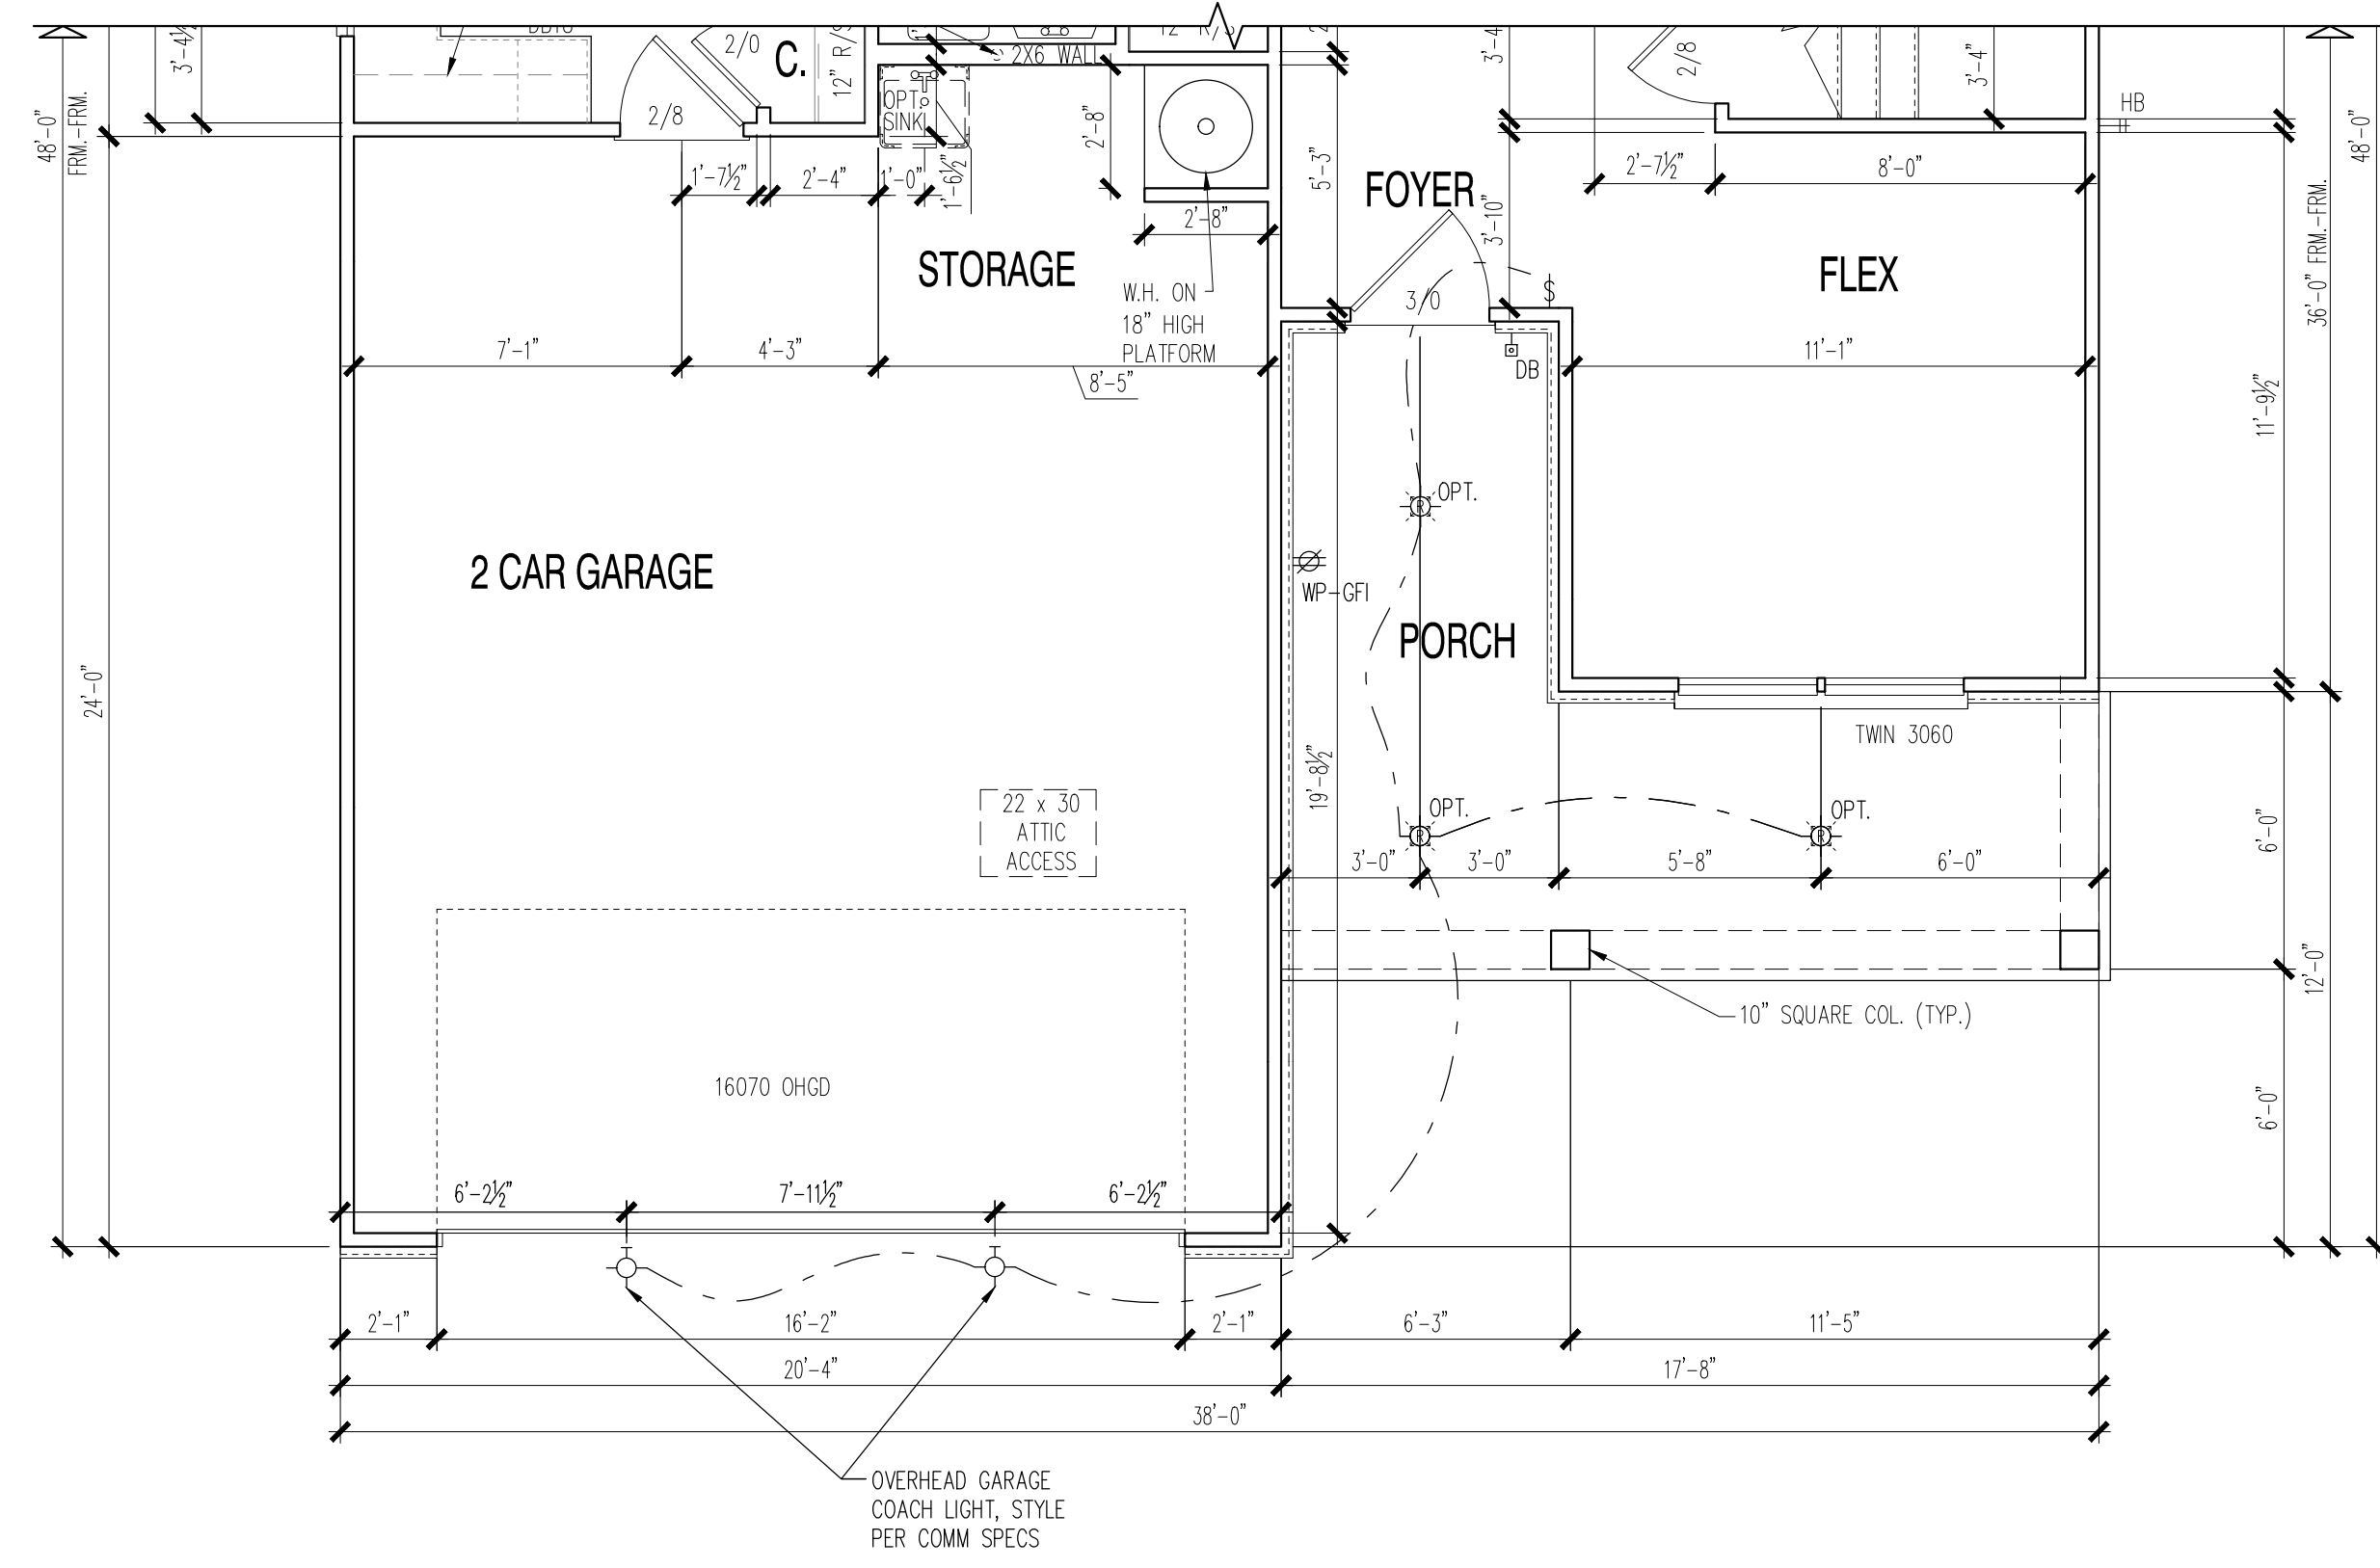 2/0
C.
12" R/S
2X6 WALL
2/8
3'-4½"
3'-4
2/8
3'-4"
HB
48'-0"
FRM.-FRM.
48'-0"
OPT.
SINK
2'-8"
1'-7½"
2'-4"
1'-0"
1'-6½"
5'-3"
FOYER
2'-7½"
8'-0"
36'-0" FRM.-FRM.
2'-8"
3'-10"
STORAGE
FLEX
W.H. ON
18" HIGH
PLATFORM
3/0
S
7'-1"
4'-3"
8'-5"
DB
11'-1"
11'-9½"
R
OPT.
2 CAR GARAGE
WP-GFI
PORCH
24'-0"
TWIN 3060
19'-8½"
22 x 30
ATTIC
ACCESS
R
OPT.
R
OPT.
6'-0"
3'-0"
3'-0"
5'-8"
6'-0"
12'-0"
10" SQUARE COL. (TYP.)
16070 OHGD
6'-0"
6'-2½"
7'-11½"
6'-2½"
2'-1"
16'-2"
2'-1"
6'-3"
11'-5"
20'-4"
17'-8"
38'-0"
OVERHEAD GARAGE
COACH LIGHT, STYLE
PER COMM SPECS